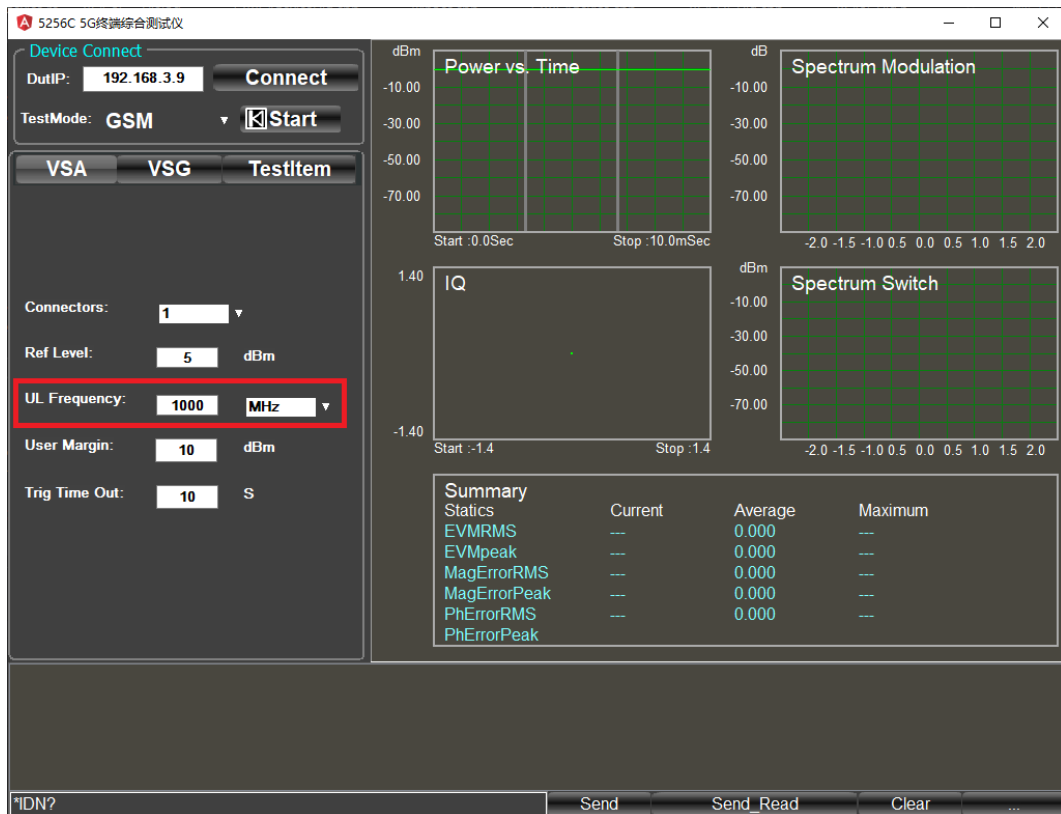 5256C 5G终端综合测试仪
Device Connect
DutIP: 192.168.3.9 Connect
TestMode: GSM Start
VSA VSG TestItem
Connectors: 1
Ref Level: 5 dBm
UL Frequency: 1000 MHz
User Margin: 10 dBm
Trig Time Out: 10 S
dBm
Power vs. Time
-10.00
-30.00
-50.00
-70.00
Start :0.0Sec Stop :10.0mSec
dB
Spectrum Modulation
-10.00
-30.00
-50.00
-70.00
-2.0 -1.5 -1.0 0.5 0.0 0.5 1.0 1.5 2.0
1.40
IQ
-1.40
Start :-1.4 Stop :1.4
dBm
Spectrum Switch
-10.00
-30.00
-50.00
-70.00
-2.0 -1.5 -1.0 0.5 0.0 0.5 1.0 1.5 2.0
Summary
Statics Current Average Maximum
EVMRMS --- 0.000 ---
EVMpeak --- 0.000 ---
MagErrorRMS --- 0.000 ---
MagErrorPeak --- 0.000 ---
PhErrorRMS --- 0.000 ---
PhErrorPeak
*IDN? Send Send_Read Clear ...